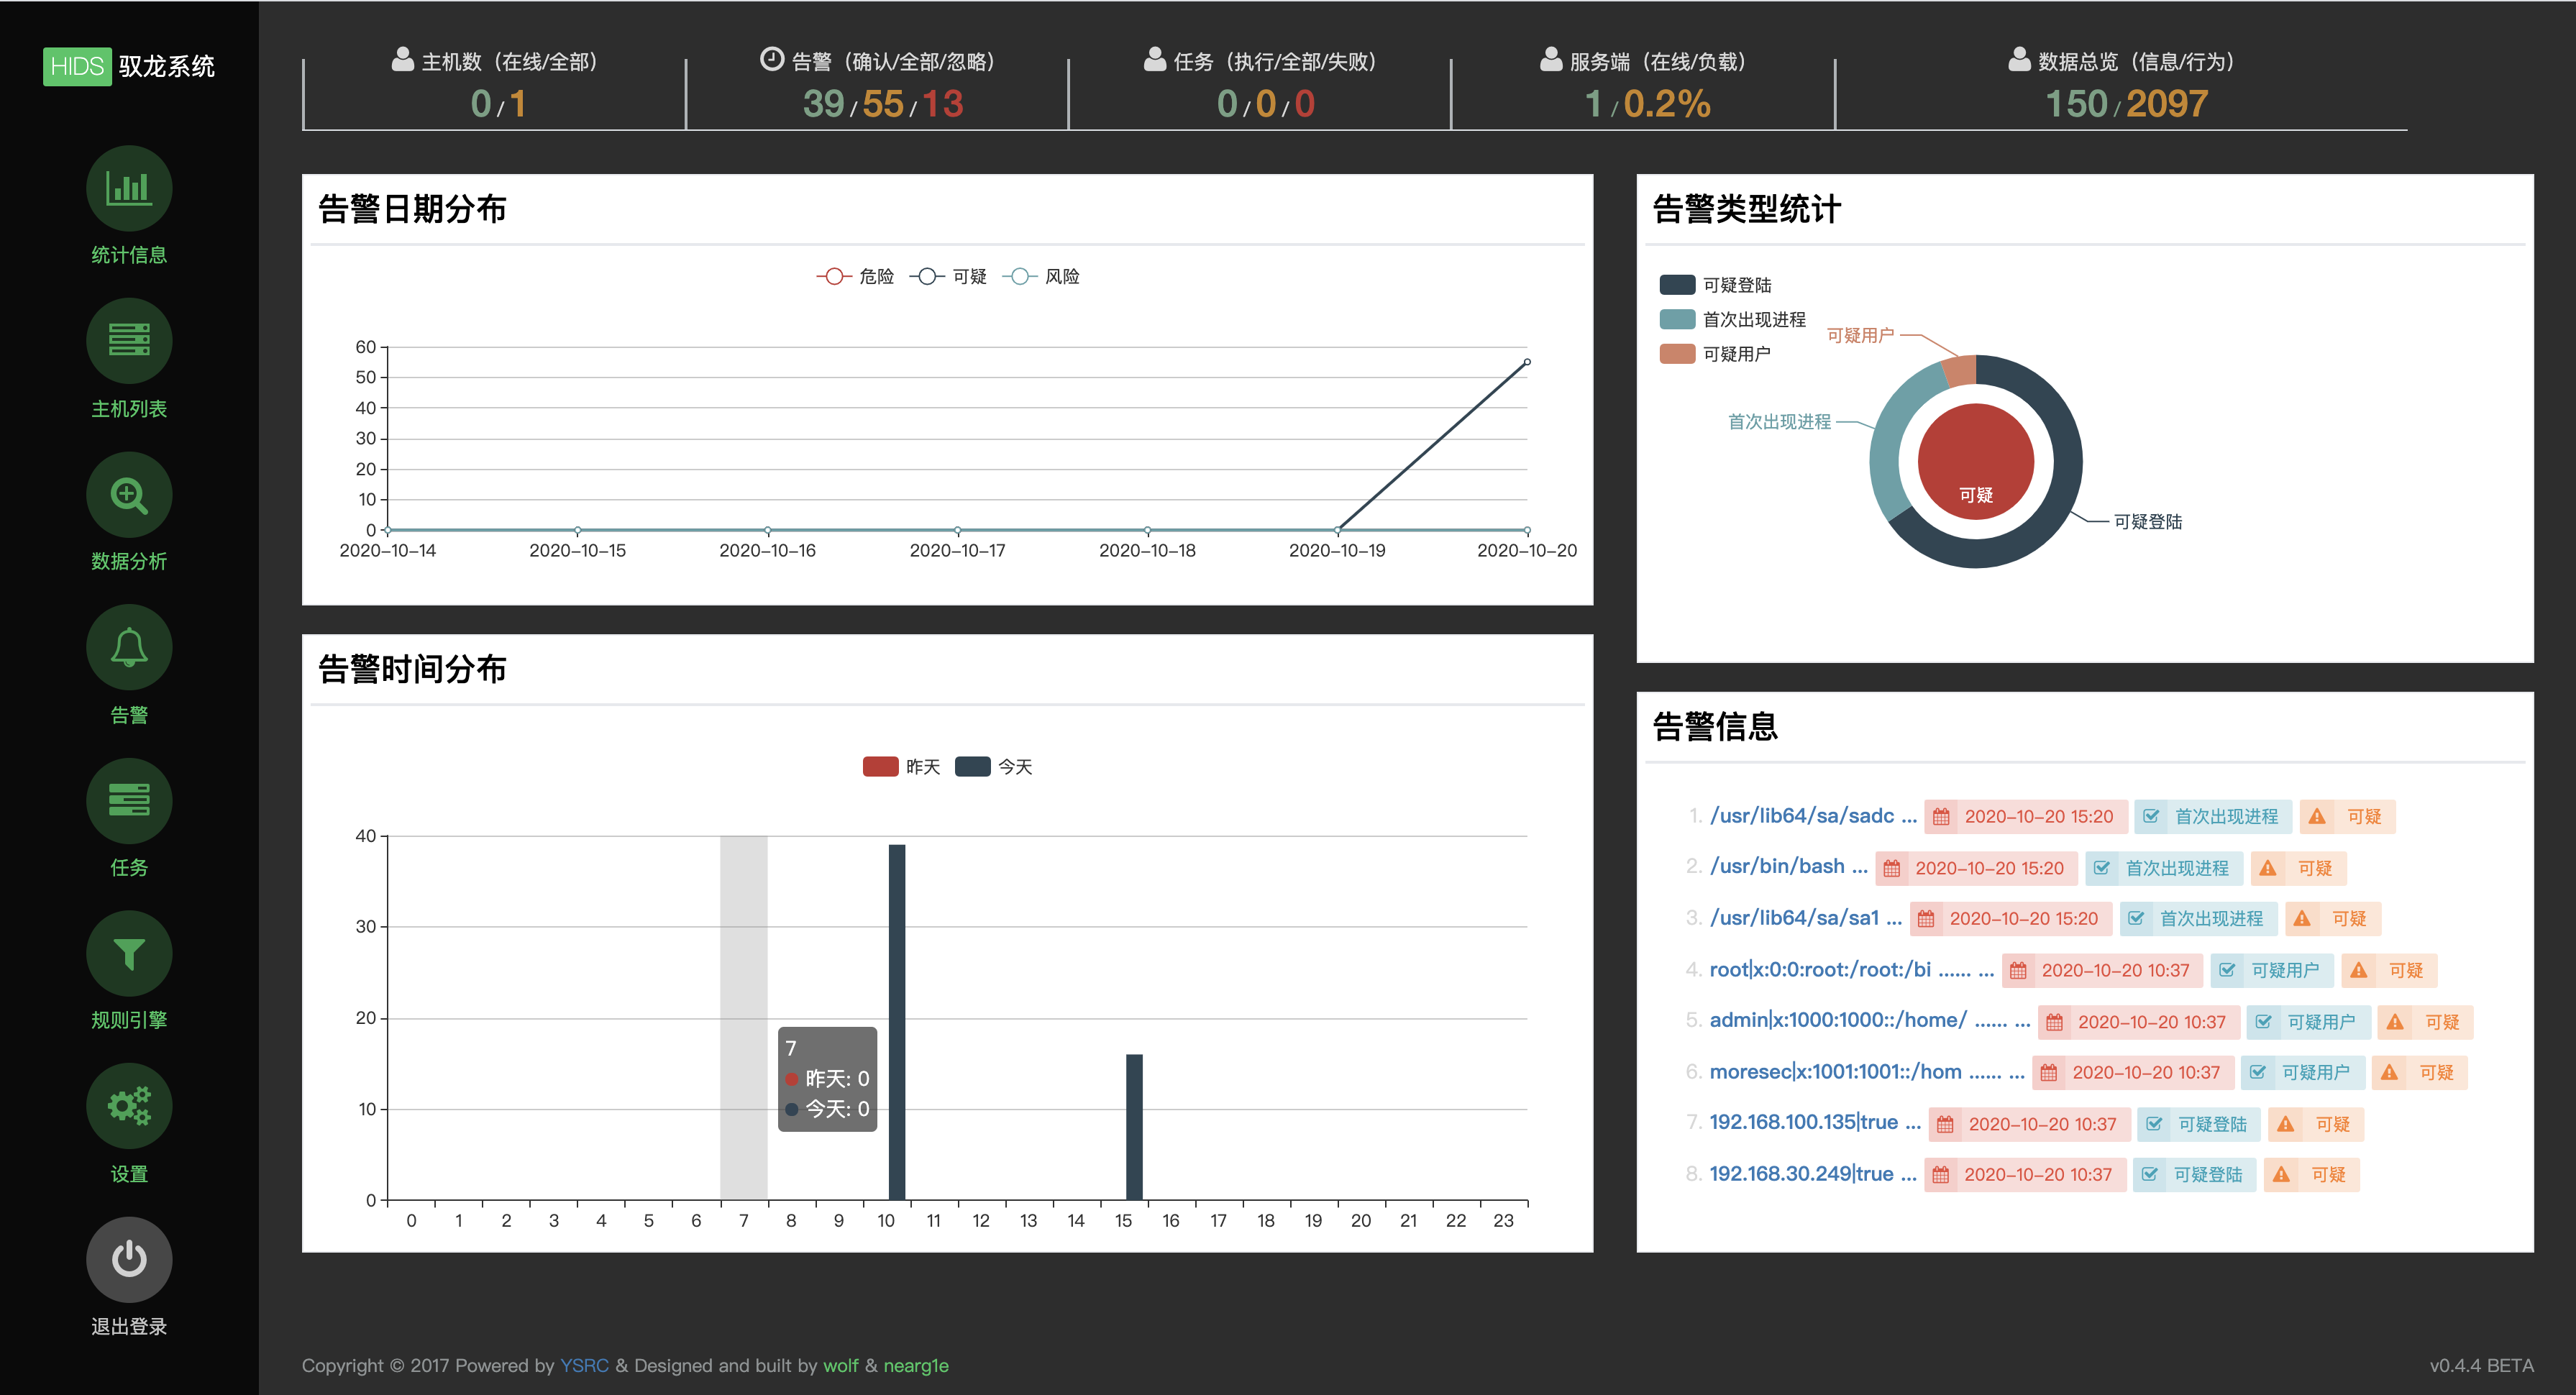 HIDS 驭龙系统
统计信息
主机列表
数据分析
告警
任务
规则引擎
设置
退出登录
主机数（在线/全部）
0 / 1
告警（确认/全部/忽略）
39 / 55 / 13
任务（执行/全部/失败）
0 / 0 / 0
服务端（在线/负载）
1 / 0.2%
数据总览（信息/行为）
150 / 2097
告警日期分布
危险 可疑 风险
60
50
40
30
20
10
0
2020-10-14 2020-10-15 2020-10-16 2020-10-17 2020-10-18 2020-10-19 2020-10-20
告警类型统计
可疑登陆
首次出现进程
可疑用户
可疑用户
首次出现进程
可疑
可疑登陆
告警时间分布
昨天 今天
40
30
20
10
0
7
昨天: 0
今天: 0
0 1 2 3 4 5 6 7 8 9 10 11 12 13 14 15 16 17 18 19 20 21 22 23
告警信息
1. /usr/lib64/sa/sadc ... 2020-10-20 15:20 首次出现进程 可疑
2. /usr/bin/bash ... 2020-10-20 15:20 首次出现进程 可疑
3. /usr/lib64/sa/sa1 ... 2020-10-20 15:20 首次出现进程 可疑
4. root|x:0:0:root:/root:/bi ...... ... 2020-10-20 10:37 可疑用户 可疑
5. admin|x:1000:1000::/home/ ...... ... 2020-10-20 10:37 可疑用户 可疑
6. moresec|x:1001:1001::/hom ...... ... 2020-10-20 10:37 可疑用户 可疑
7. 192.168.100.135|true ... 2020-10-20 10:37 可疑登陆 可疑
8. 192.168.30.249|true ... 2020-10-20 10:37 可疑登陆 可疑
Copyright © 2017 Powered by YSRC & Designed and built by wolf & nearg1e
v0.4.4 BETA